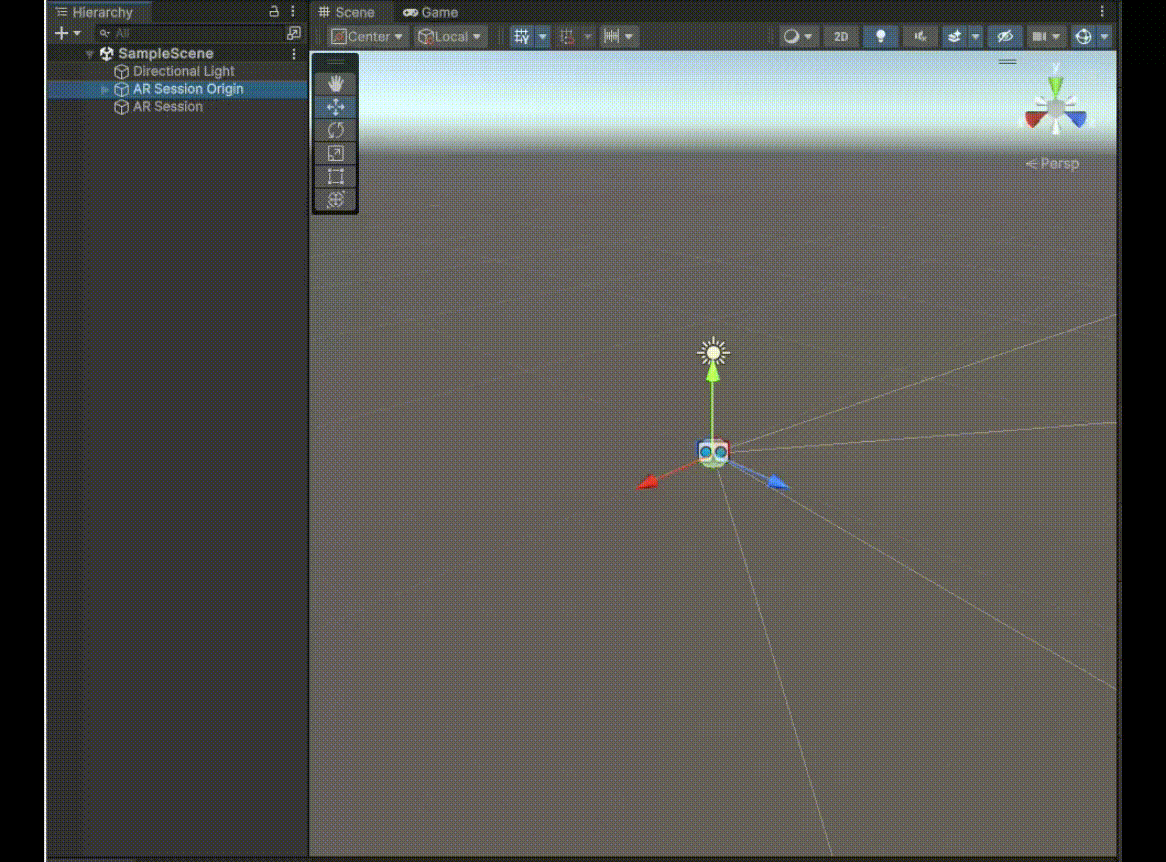 Hierarchy
All
SampleScene
Directional Light
AR Session Origin
AR Session
Scene Game
Center Local 2D
y
Persp